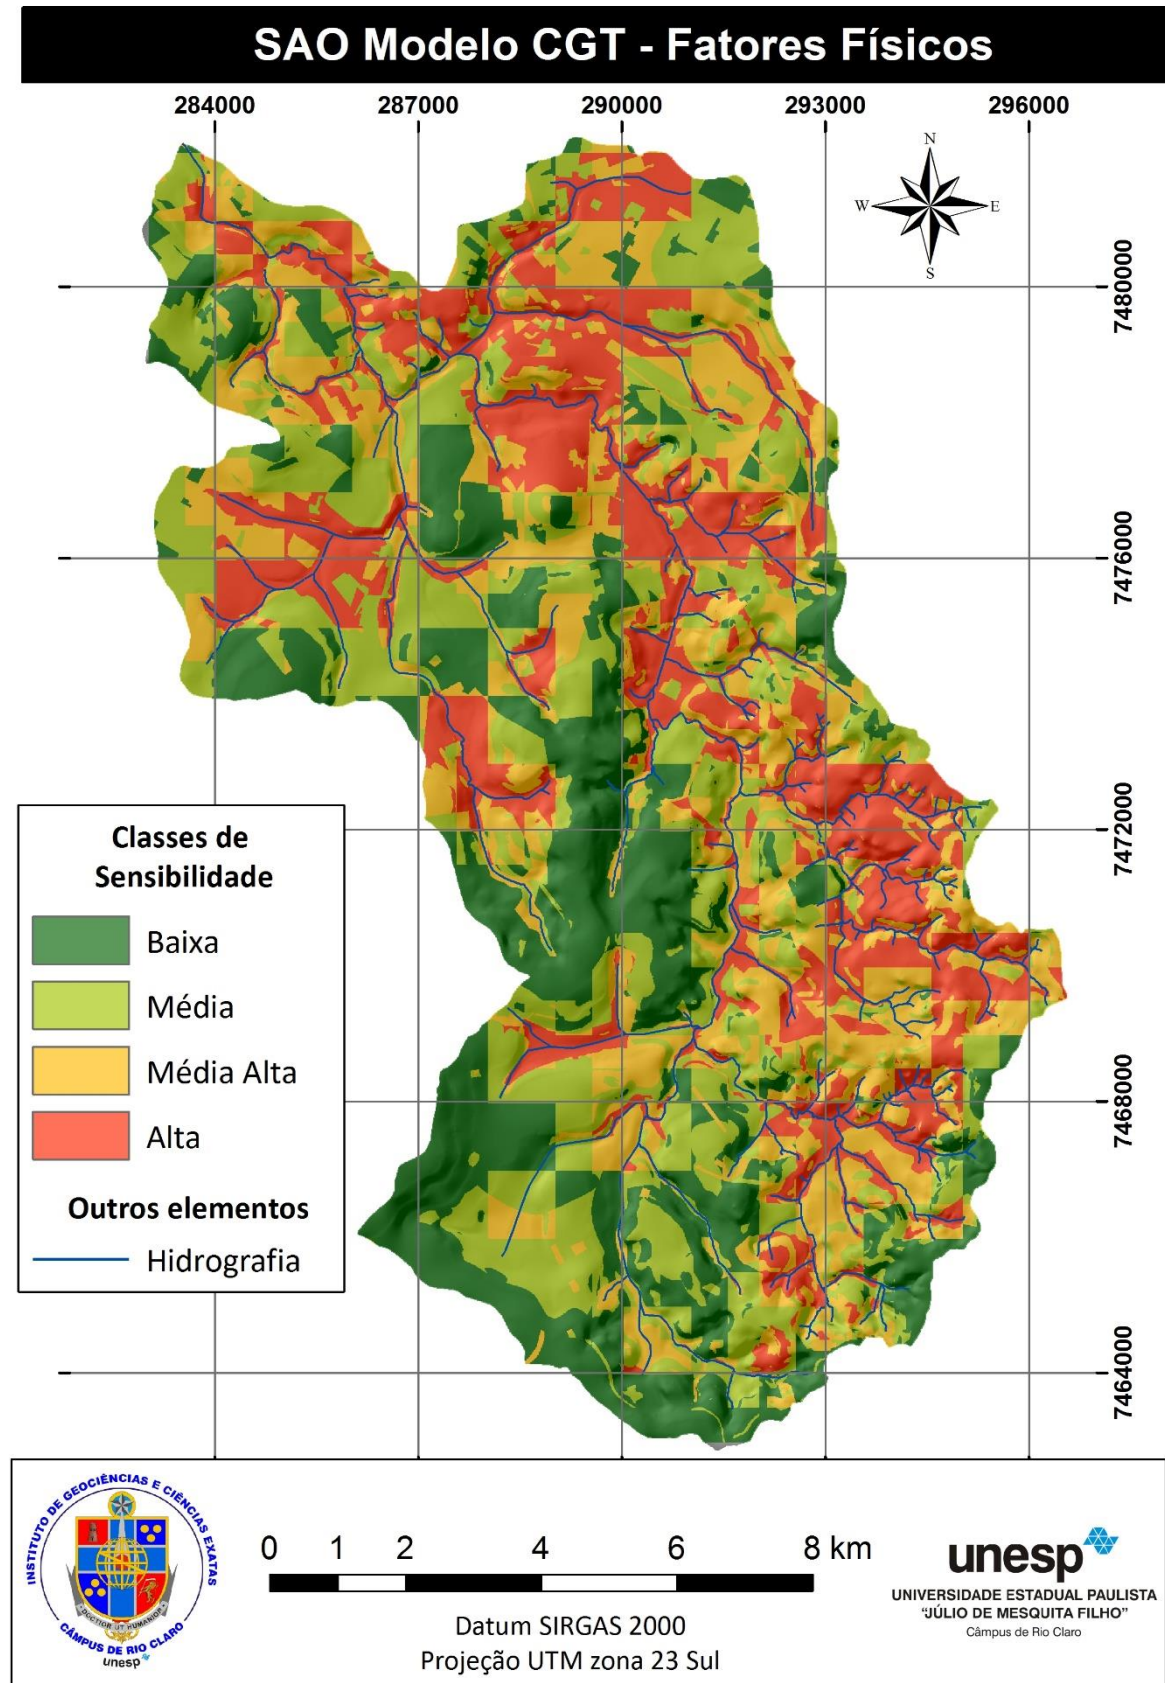 SAO Modelo CGT - Fatores Físicos
284000 287000 290000 293000 296000
N
W E
S
7480000
7476000
7472000
7468000
7464000
Classes de
Sensibilidade
Baixa
Média
Média Alta
Alta
Outros elementos
Hidrografia
INSTITUTO DE GEOCIÊNCIAS E CIÊNCIAS EXATAS
DOCTIOR UT HUMANIOR
CÂMPUS DE RIO CLARO
unesp
0 1 2 4 6 8 km
Datum SIRGAS 2000
Projeção UTM zona 23 Sul
unesp
UNIVERSIDADE ESTADUAL PAULISTA
"JÚLIO DE MESQUITA FILHO"
Câmpus de Rio Claro